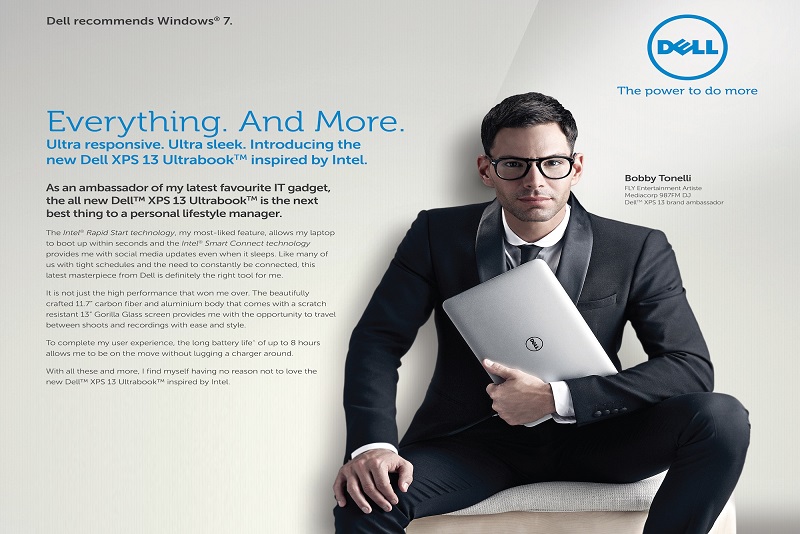 Dell recommends Windows® 7.
DELL
The power to do more
Everything. And More.
Ultra responsive. Ultra sleek. Introducing the
new Dell XPS 13 Ultrabook™ inspired by Intel.
As an ambassador of my latest favourite IT gadget,
the all new Dell™ XPS 13 Ultrabook™ is the next
best thing to a personal lifestyle manager.
The Intel® Rapid Start technology, my most-liked feature, allows my laptop
to boot up within seconds and the Intel® Smart Connect technology
provides me with social media updates even when it sleeps. Like many of
us with tight schedules and the need to constantly be connected, this
latest masterpiece from Dell is definitely the right tool for me.
It is not just the high performance that won me over. The beautifully
crafted 11.7" carbon fiber and aluminium body that comes with a scratch
resistant 13" Gorilla Glass screen provides me with the opportunity to travel
between shoots and recordings with ease and style.
To complete my user experience, the long battery life* of up to 8 hours
allows me to be on the move without lugging a charger around.
With all these and more, I find myself having no reason not to love the
new Dell™ XPS 13 Ultrabook™ inspired by Intel.
Bobby Tonelli
FLY Entertainment Artiste
Mediacorp 987FM DJ
Dell™ XPS 13 brand ambassador
DELL